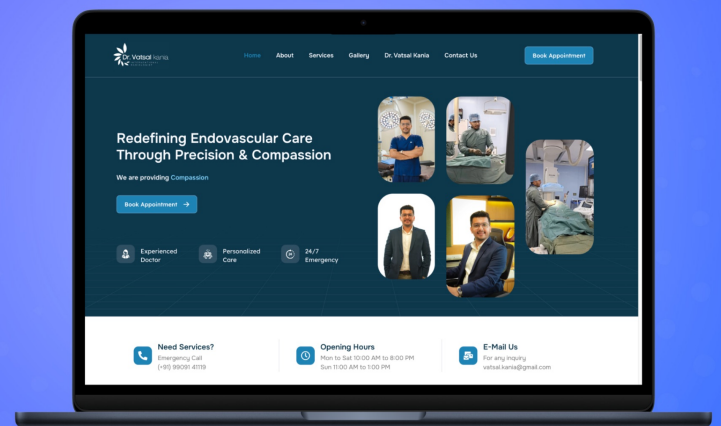 Dr. Vatsal Kania
Home
About
Services
Gallery
Dr. Vatsal Kania
Contact Us
Book Appointment
Redefining Endovascular Care
Through Precision & Compassion
We are providing Compassion
Book Appointment →
Experienced
Doctor
Personalized
Care
24/7
Emergency
Need Services?
Emergency Call
(+91) 99091 41119
Opening Hours
Mon to Sat 10:00 AM to 8:00 PM
Sun 11:00 AM to 1:00 PM
E-Mail Us
For any inquiry
vatsal.kania@gmail.com